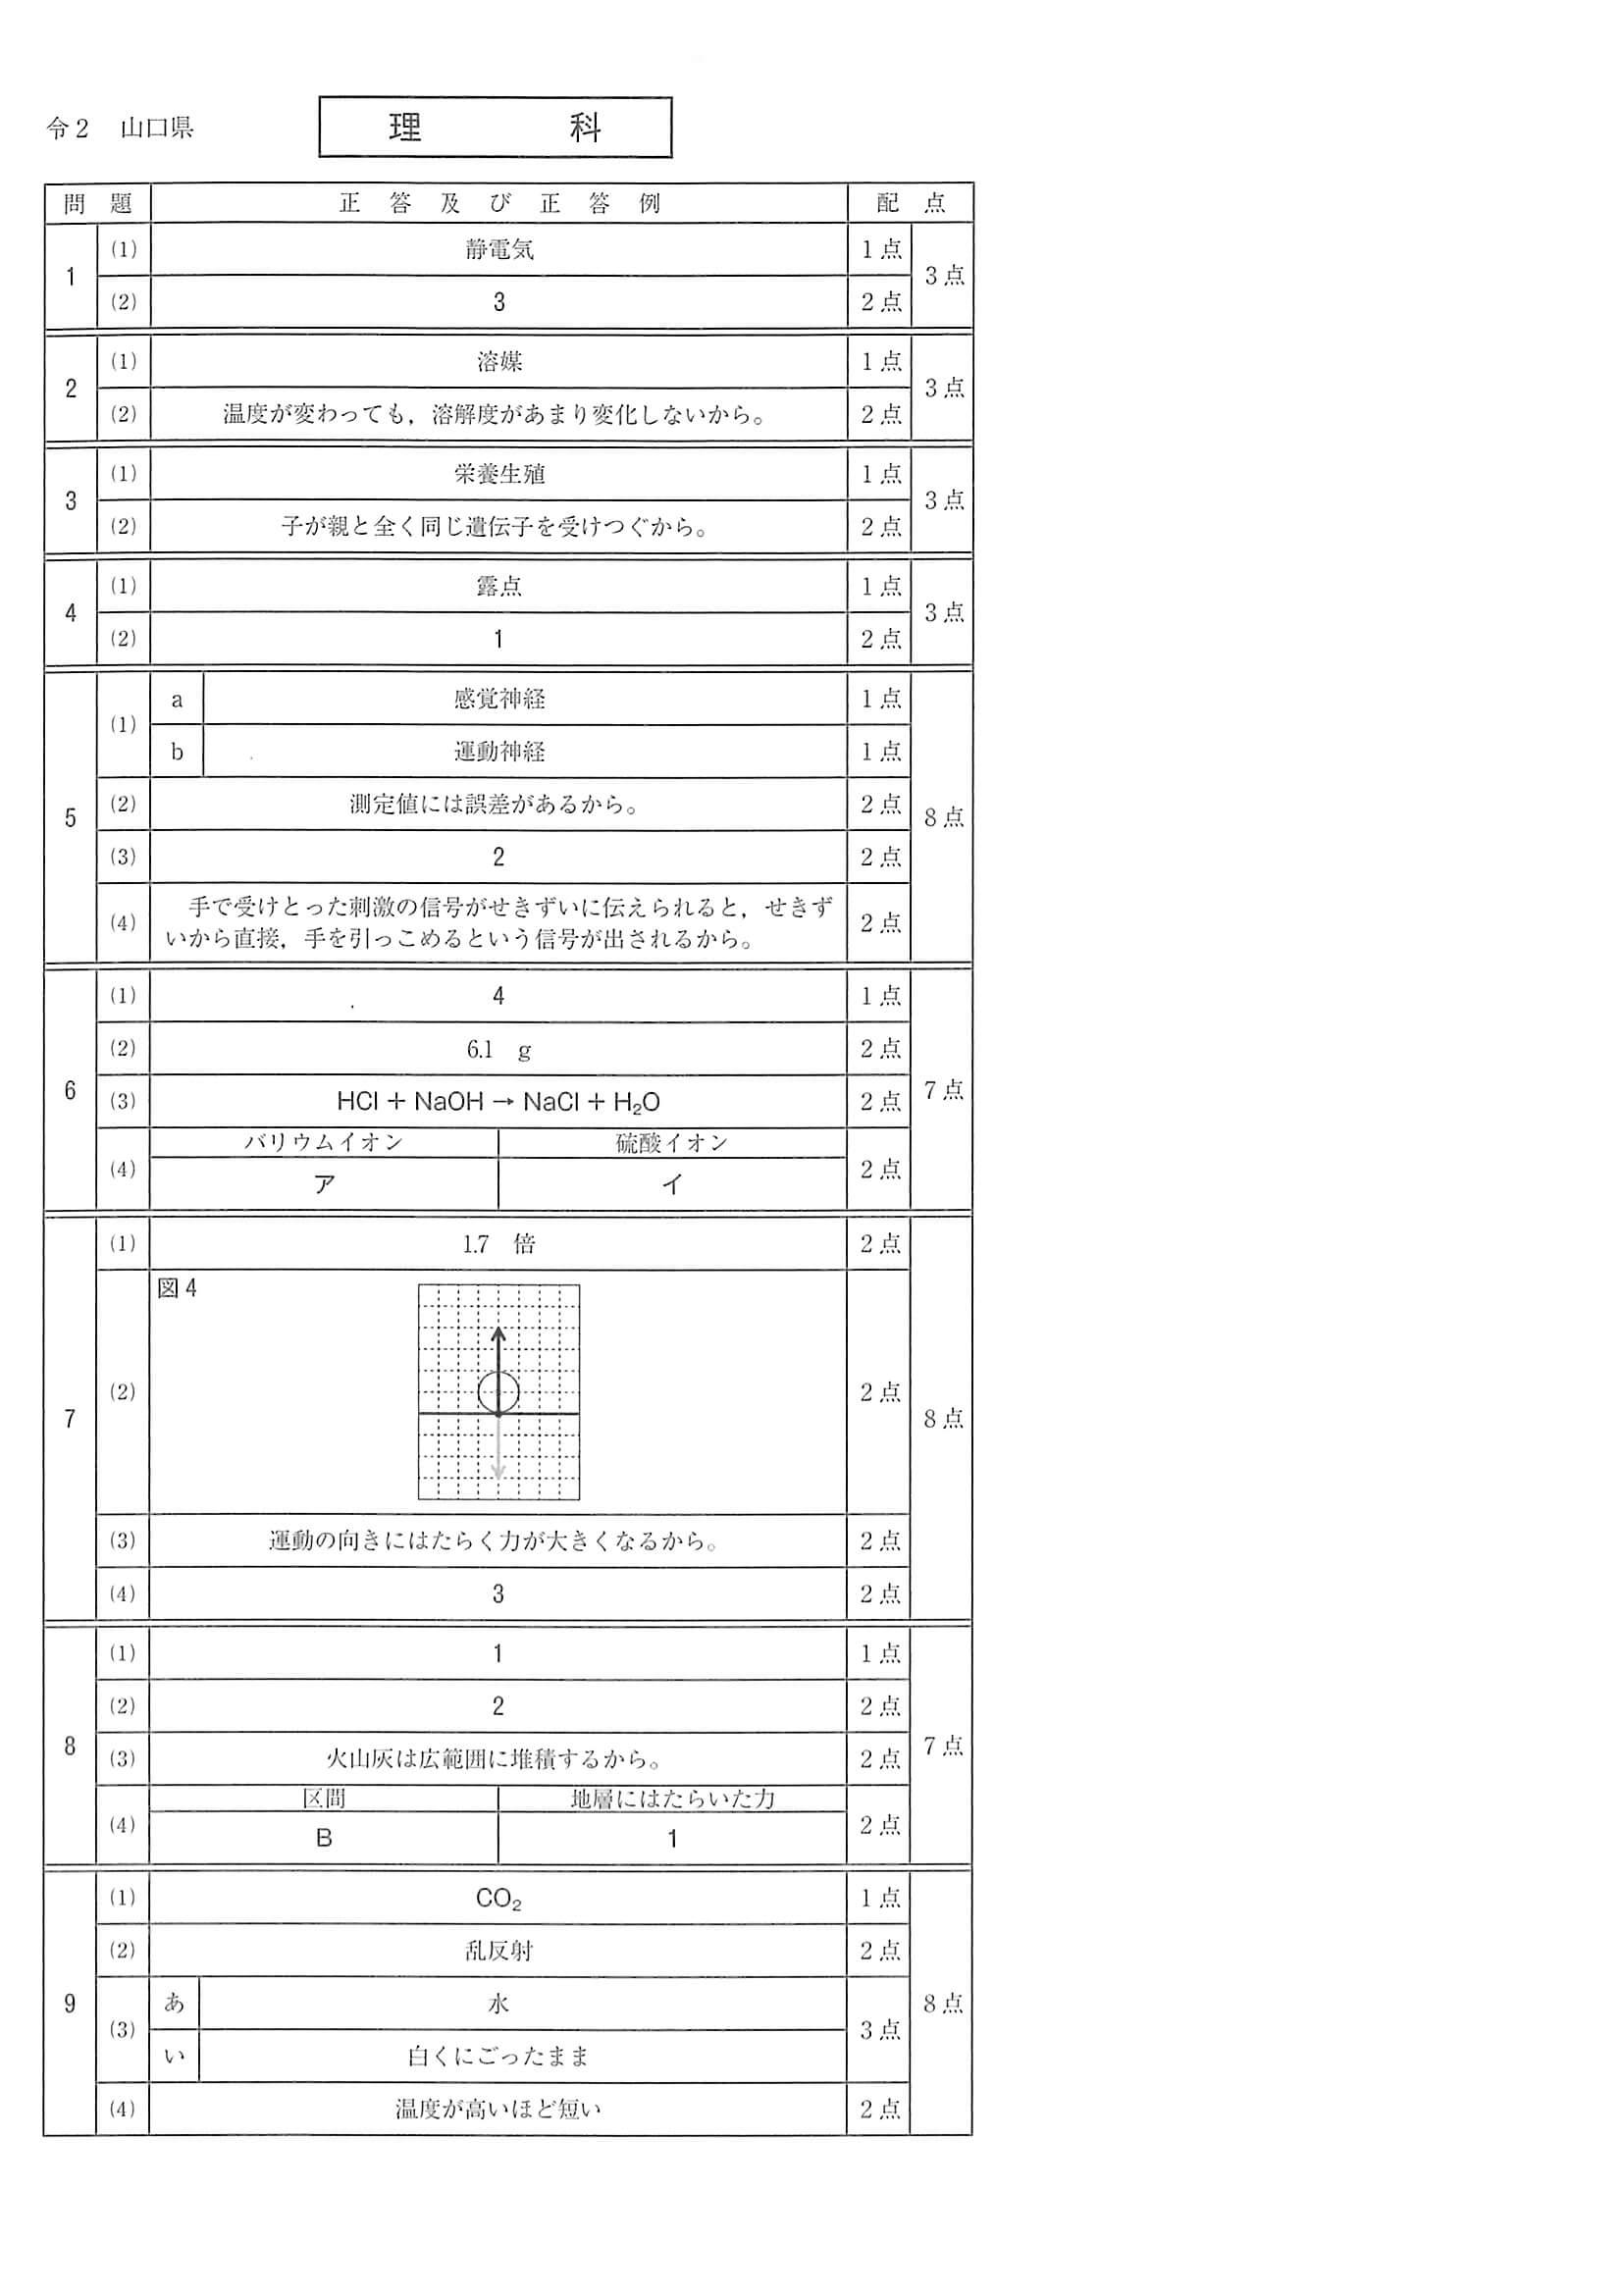 令2 山口県
理 科
問 題 正 答 及 び 正 答 例 配 点
1 (1) 静電気 1点 3点
(2) 3 2点
2 (1) 溶媒 1点 3点
(2) 温度が変わっても，溶解度があまり変化しないから。 2点
3 (1) 栄養生殖 1点 3点
(2) 子が親と全く同じ遺伝子を受けつぐから。 2点
4 (1) 露点 1点 3点
(2) 1 2点
5 (1) a 感覚神経 1点 8点
b 運動神経 1点
(2) 測定値には誤差があるから。 2点
(3) 2 2点
(4) 手で受けとった刺激の信号がせきずいに伝えられると，せきず
いから直接，手を引っこめるという信号が出されるから。 2点
6 (1) 4 1点 7点
(2) 6.1 g 2点
(3) HCl + NaOH → NaCl + H₂O 2点
(4) バリウムイオン 硫酸イオン 2点
ア イ
7 (1) 1.7 倍 2点 8点
(2) 図4 2点
(3) 運動の向きにはたらく力が大きくなるから。 2点
(4) 3 2点
8 (1) 1 1点 7点
(2) 2 2点
(3) 火山灰は広範囲に堆積するから。 2点
(4) 区間 地層にはたらいた力 2点
B 1
9 (1) CO₂ 1点 8点
(2) 乱反射 2点
(3) あ 水 3点
い 白くにごったまま
(4) 温度が高いほど短い 2点